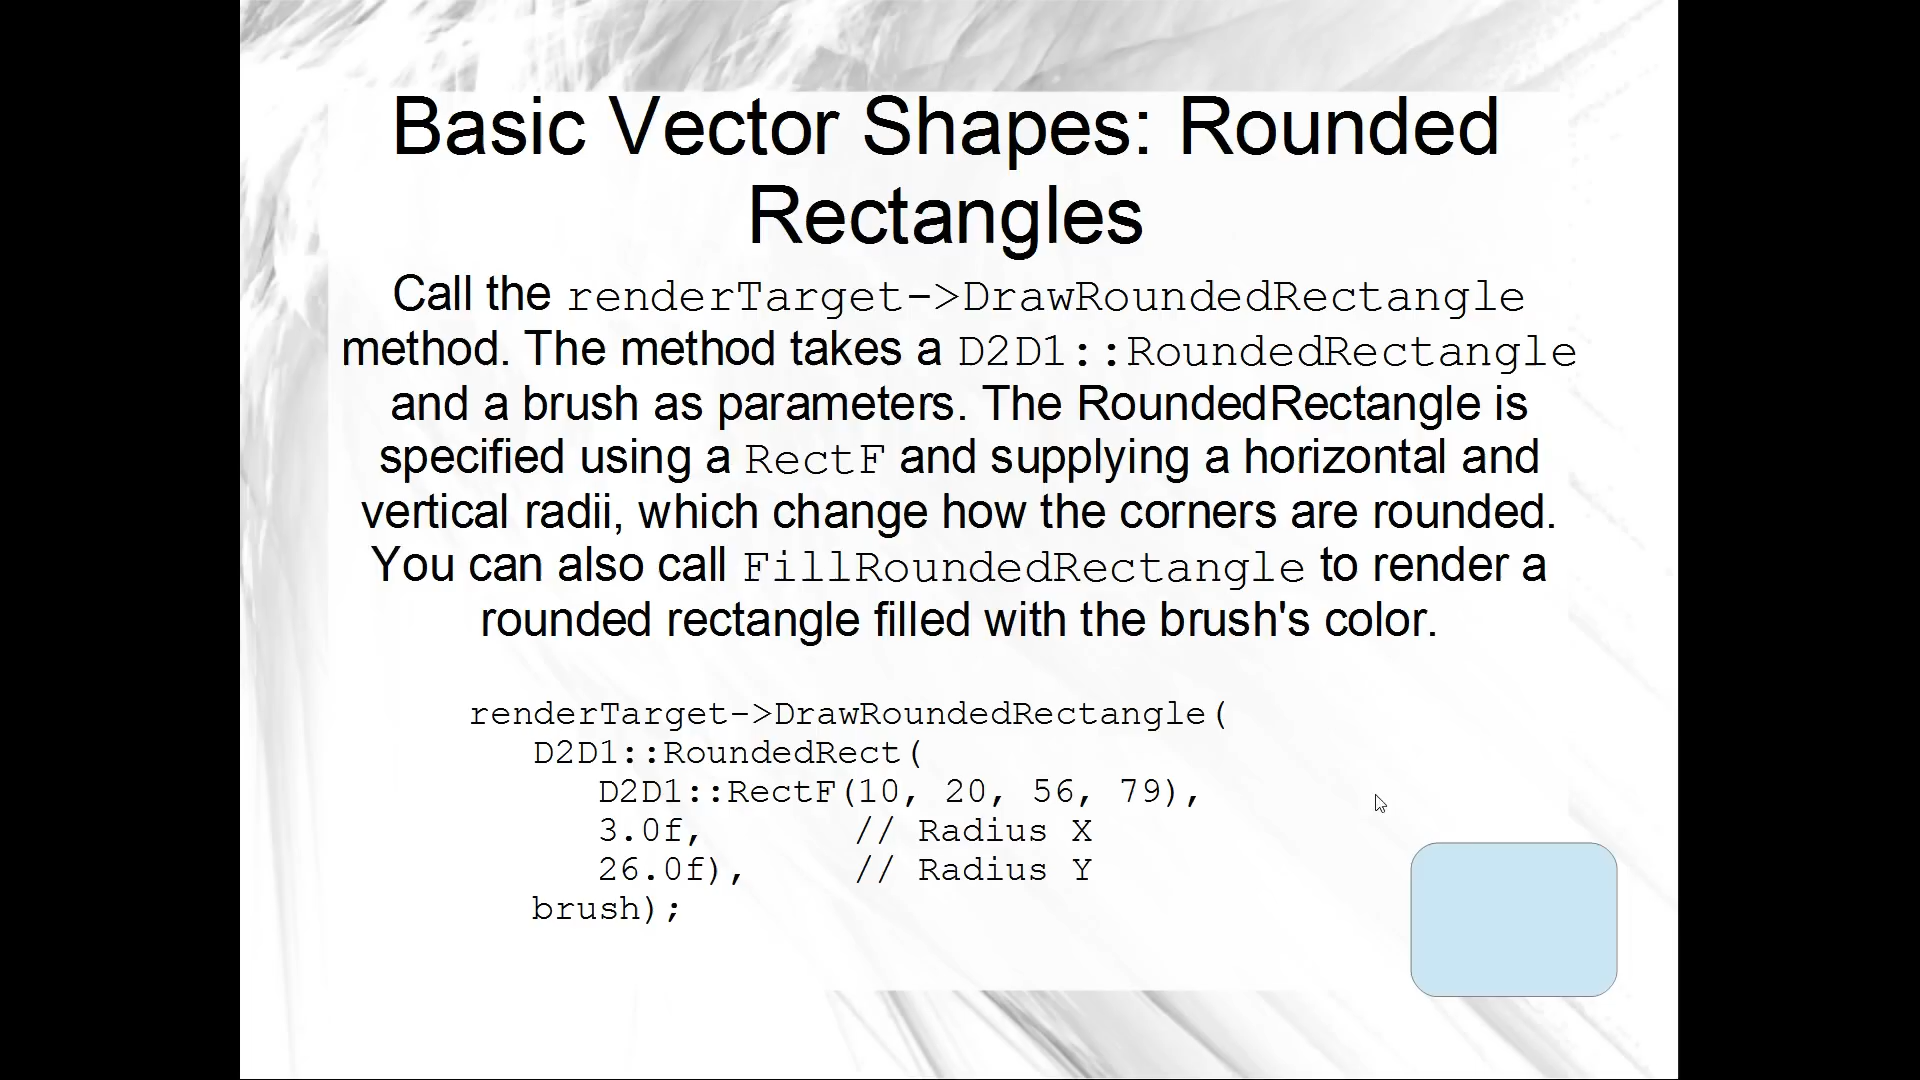 Basic Vector Shapes: Rounded
Rectangles
Call the renderTarget->DrawRoundedRectangle
method. The method takes a D2D1::RoundedRectangle
and a brush as parameters. The RoundedRectangle is
specified using a RectF and supplying a horizontal and
vertical radii, which change how the corners are rounded.
You can also call FillRoundedRectangle to render a
rounded rectangle filled with the brush's color.
renderTarget->DrawRoundedRectangle(
D2D1::RoundedRect(
D2D1::RectF(10, 20, 56, 79),
3.0f, // Radius X
26.0f), // Radius Y
brush);